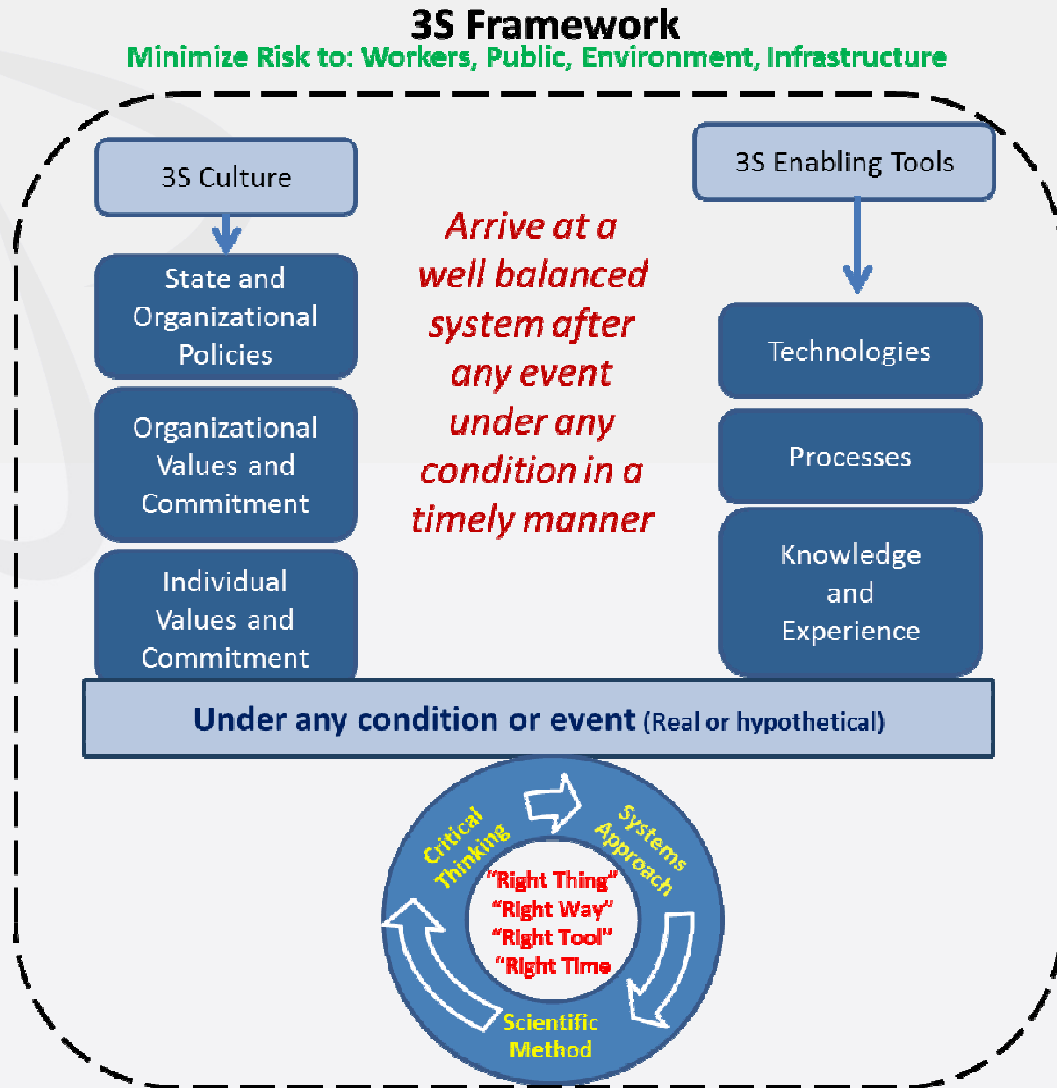 3S Framework
Minimize Risk to: Workers, Public, Environment, Infrastructure
3S Culture
State and
Organizational
Policies
Organizational
Values and
Commitment
Individual
Values and
Commitment
Arrive at a
well balanced
system after
any event
under any
condition in a
timely manner
3S Enabling Tools
Technologies
Processes
Knowledge
and
Experience
Under any condition or event (Real or hypothetical)
Critical
Thinking
Systems
Approach
Scientific
Method
"Right Thing"
"Right Way"
"Right Tool"
"Right Time